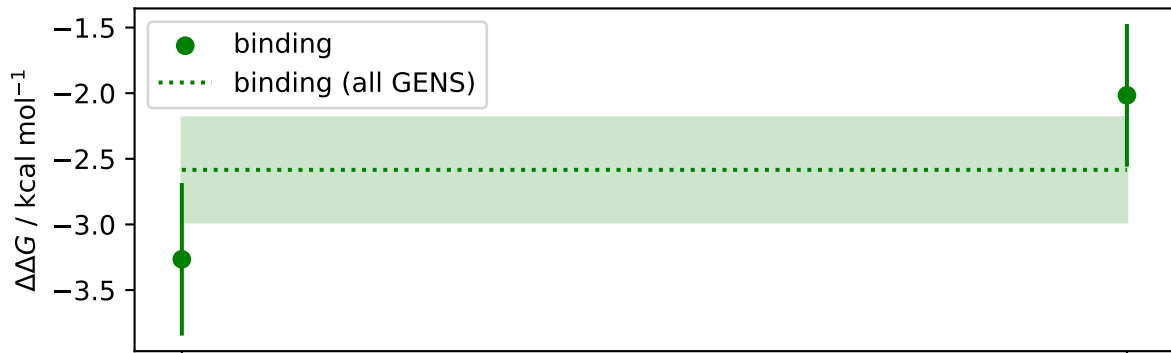 −1.5
−2.0
−2.5
−3.0
−3.5
ΔΔG / kcal mol⁻¹
binding
binding (all GENS)